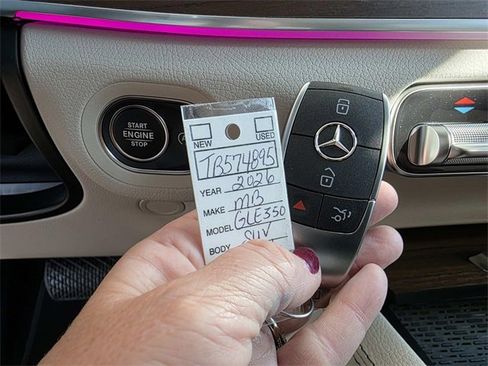 START
ENGINE
STOP
NEW USED
TB574895
YEAR 2026
MAKE MB
MODEL GLE350
BODY SUV